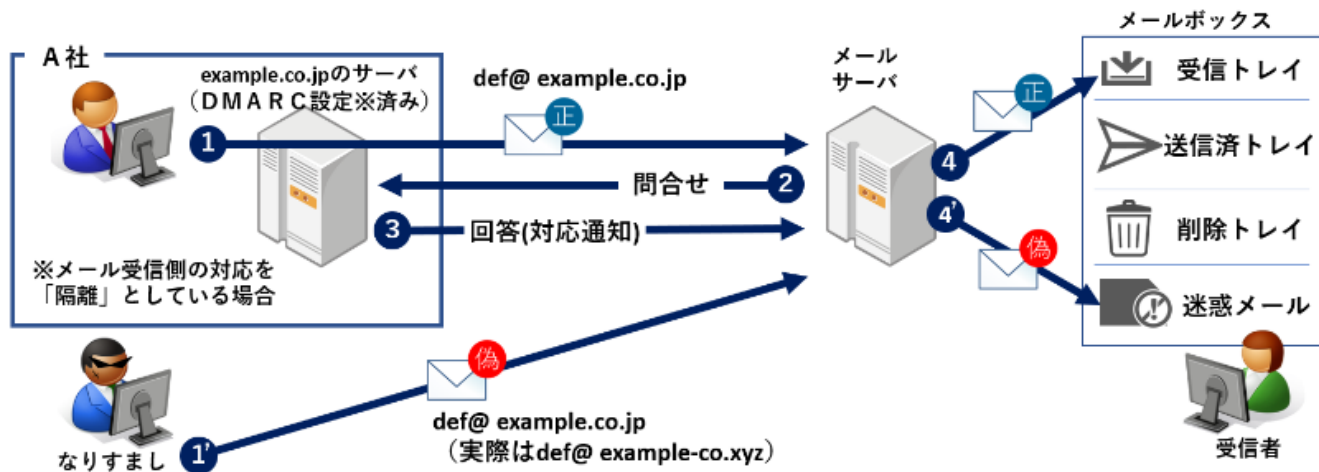 メールボックス
A社
example.co.jpのサーバ
（DMARC設定※済み）
def@ example.co.jp
メール
サーバ
受信トレイ
正
正
1
4
送信済トレイ
問合せ
2
3
回答(対応通知)
4'
削除トレイ
※メール受信側の対応を
「隔離」としている場合
偽
迷惑メール
偽
def@ example.co.jp
（実際はdef@ example-co.xyz）
1'
なりすまし
受信者